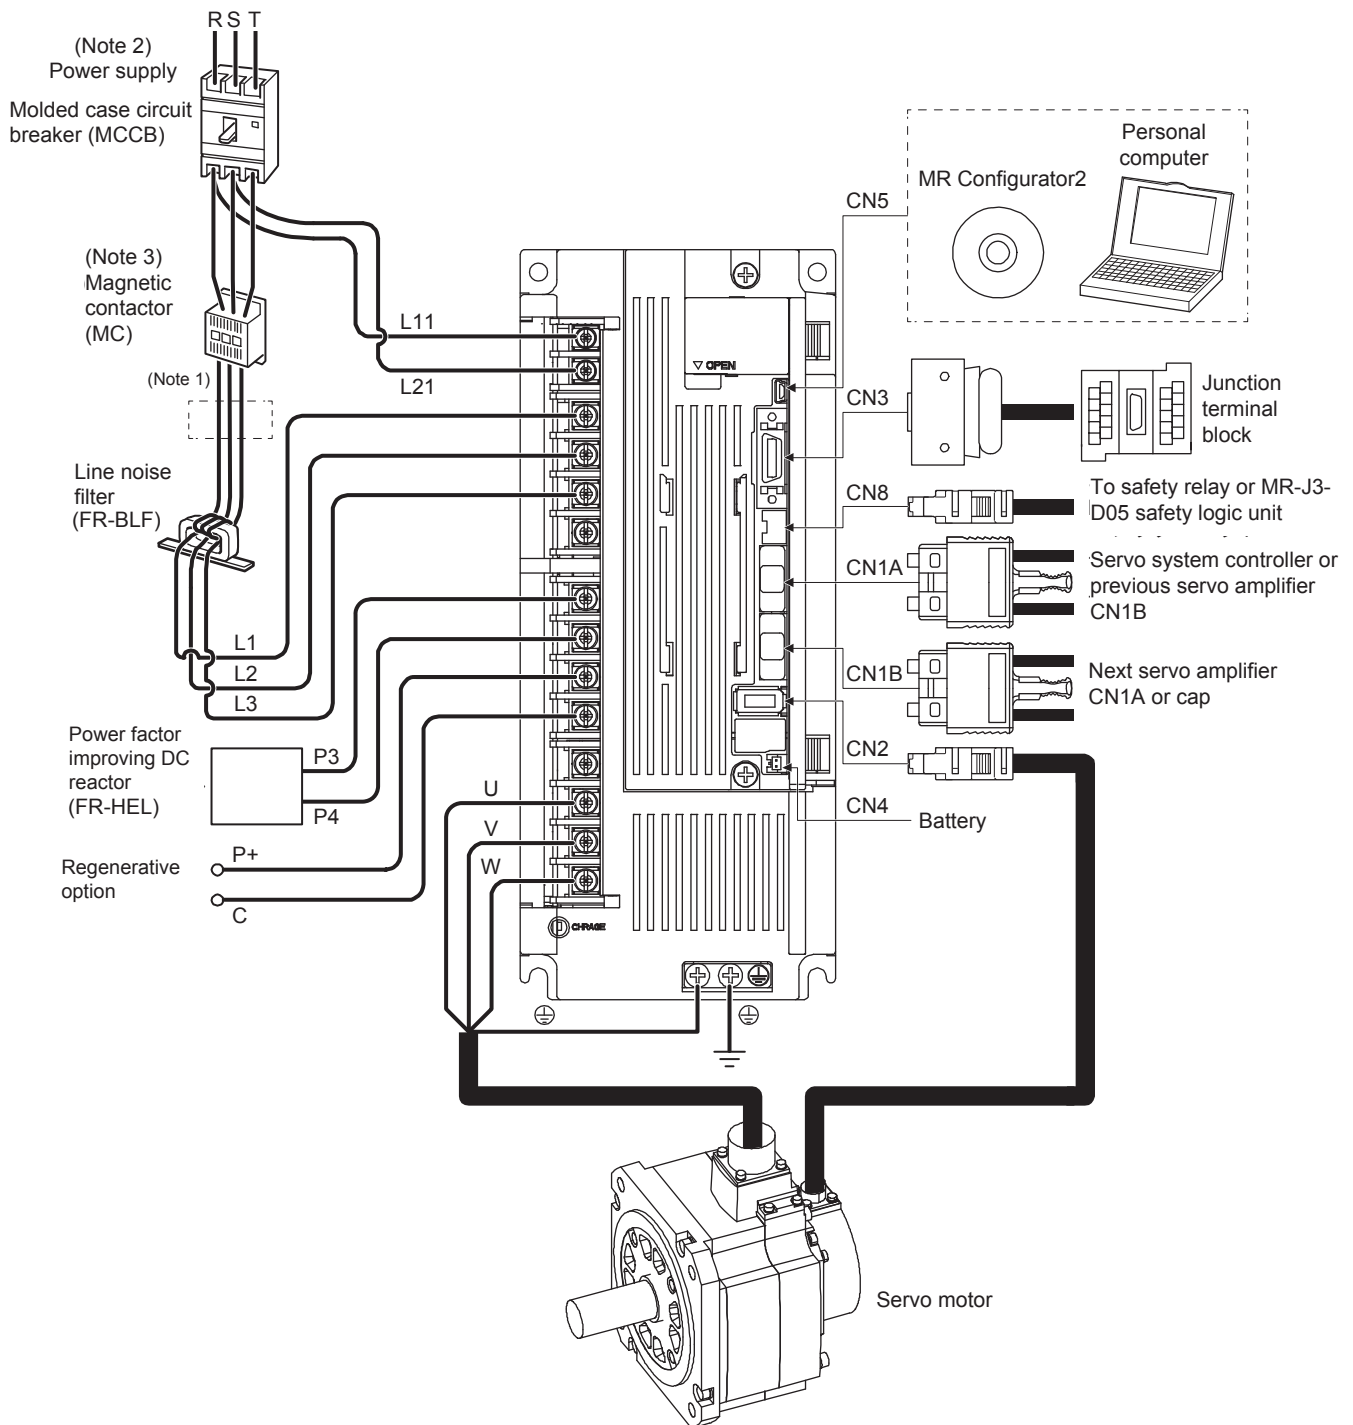 R S T
(Note 2)
Power supply
Molded case circuit
breaker (MCCB)
(Note 3)
Magnetic
contactor
(MC)
(Note 1)
Line noise
filter
(FR-BLF)
L11
L21
L1
L2
L3
Power factor
improving DC
reactor
(FR-HEL)
P3
P4
Regenerative
option
P+
C
U
V
W
OPEN
CHRAGE
CN5
MR Configurator2
Personal
computer
CN3
Junction
terminal
block
CN8
To safety relay or MR-J3-
D05 safety logic unit
CN1A
Servo system controller or
previous servo amplifier
CN1B
CN1B
Next servo amplifier
CN1A or cap
CN2
CN4
Battery
Servo motor